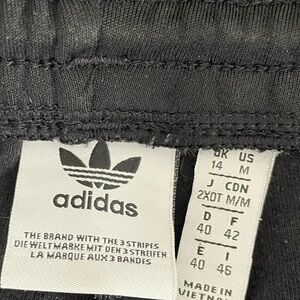 adidas
THE BRAND WITH THE 3 STRIPES
DIE WELTMARKE MIT DEN 3 STREIFEN
LA MARQUE AUX 3 BANDES
UK US
14 M
J CDN
2XOT M/M
D F
40 42
E I
40 46
MADE IN
VIETNAM